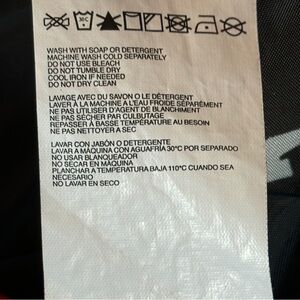 30C
WASH WITH SOAP OR DETERGENT
MACHINE WASH COLD SEPARATELY
DO NOT USE BLEACH
DO NOT TUMBLE DRY
COOL IRON IF NEEDED
DO NOT DRY CLEAN
LAVAGE AVEC DU SAVON O LE DÉTERGENT
LAVER À LA MACHINE A L'EAU FROIDE SÉPARÉMENT
NE PAS UTILISER D'AGENT DE BLANCHIMENT
NE PAS SÉCHER PAR CULBUTAGE
REPASSER À BASSE TEMPÉRATURE AU BESOIN
NE PAS NETTOYER A SEC
LAVAR CON JABÓN O DETERGENTE
LAVAR A MÁQUINA CON AGUAFRÍA 30°C POR SEPARADO
NO USAR BLANQUEADOR
NO SECAR EN MÁQUINA
PLANCHAR A TEMPERATURA BAJA 110°C CUANDO SEA
NECESARIO
NO LAVAR EN SECO